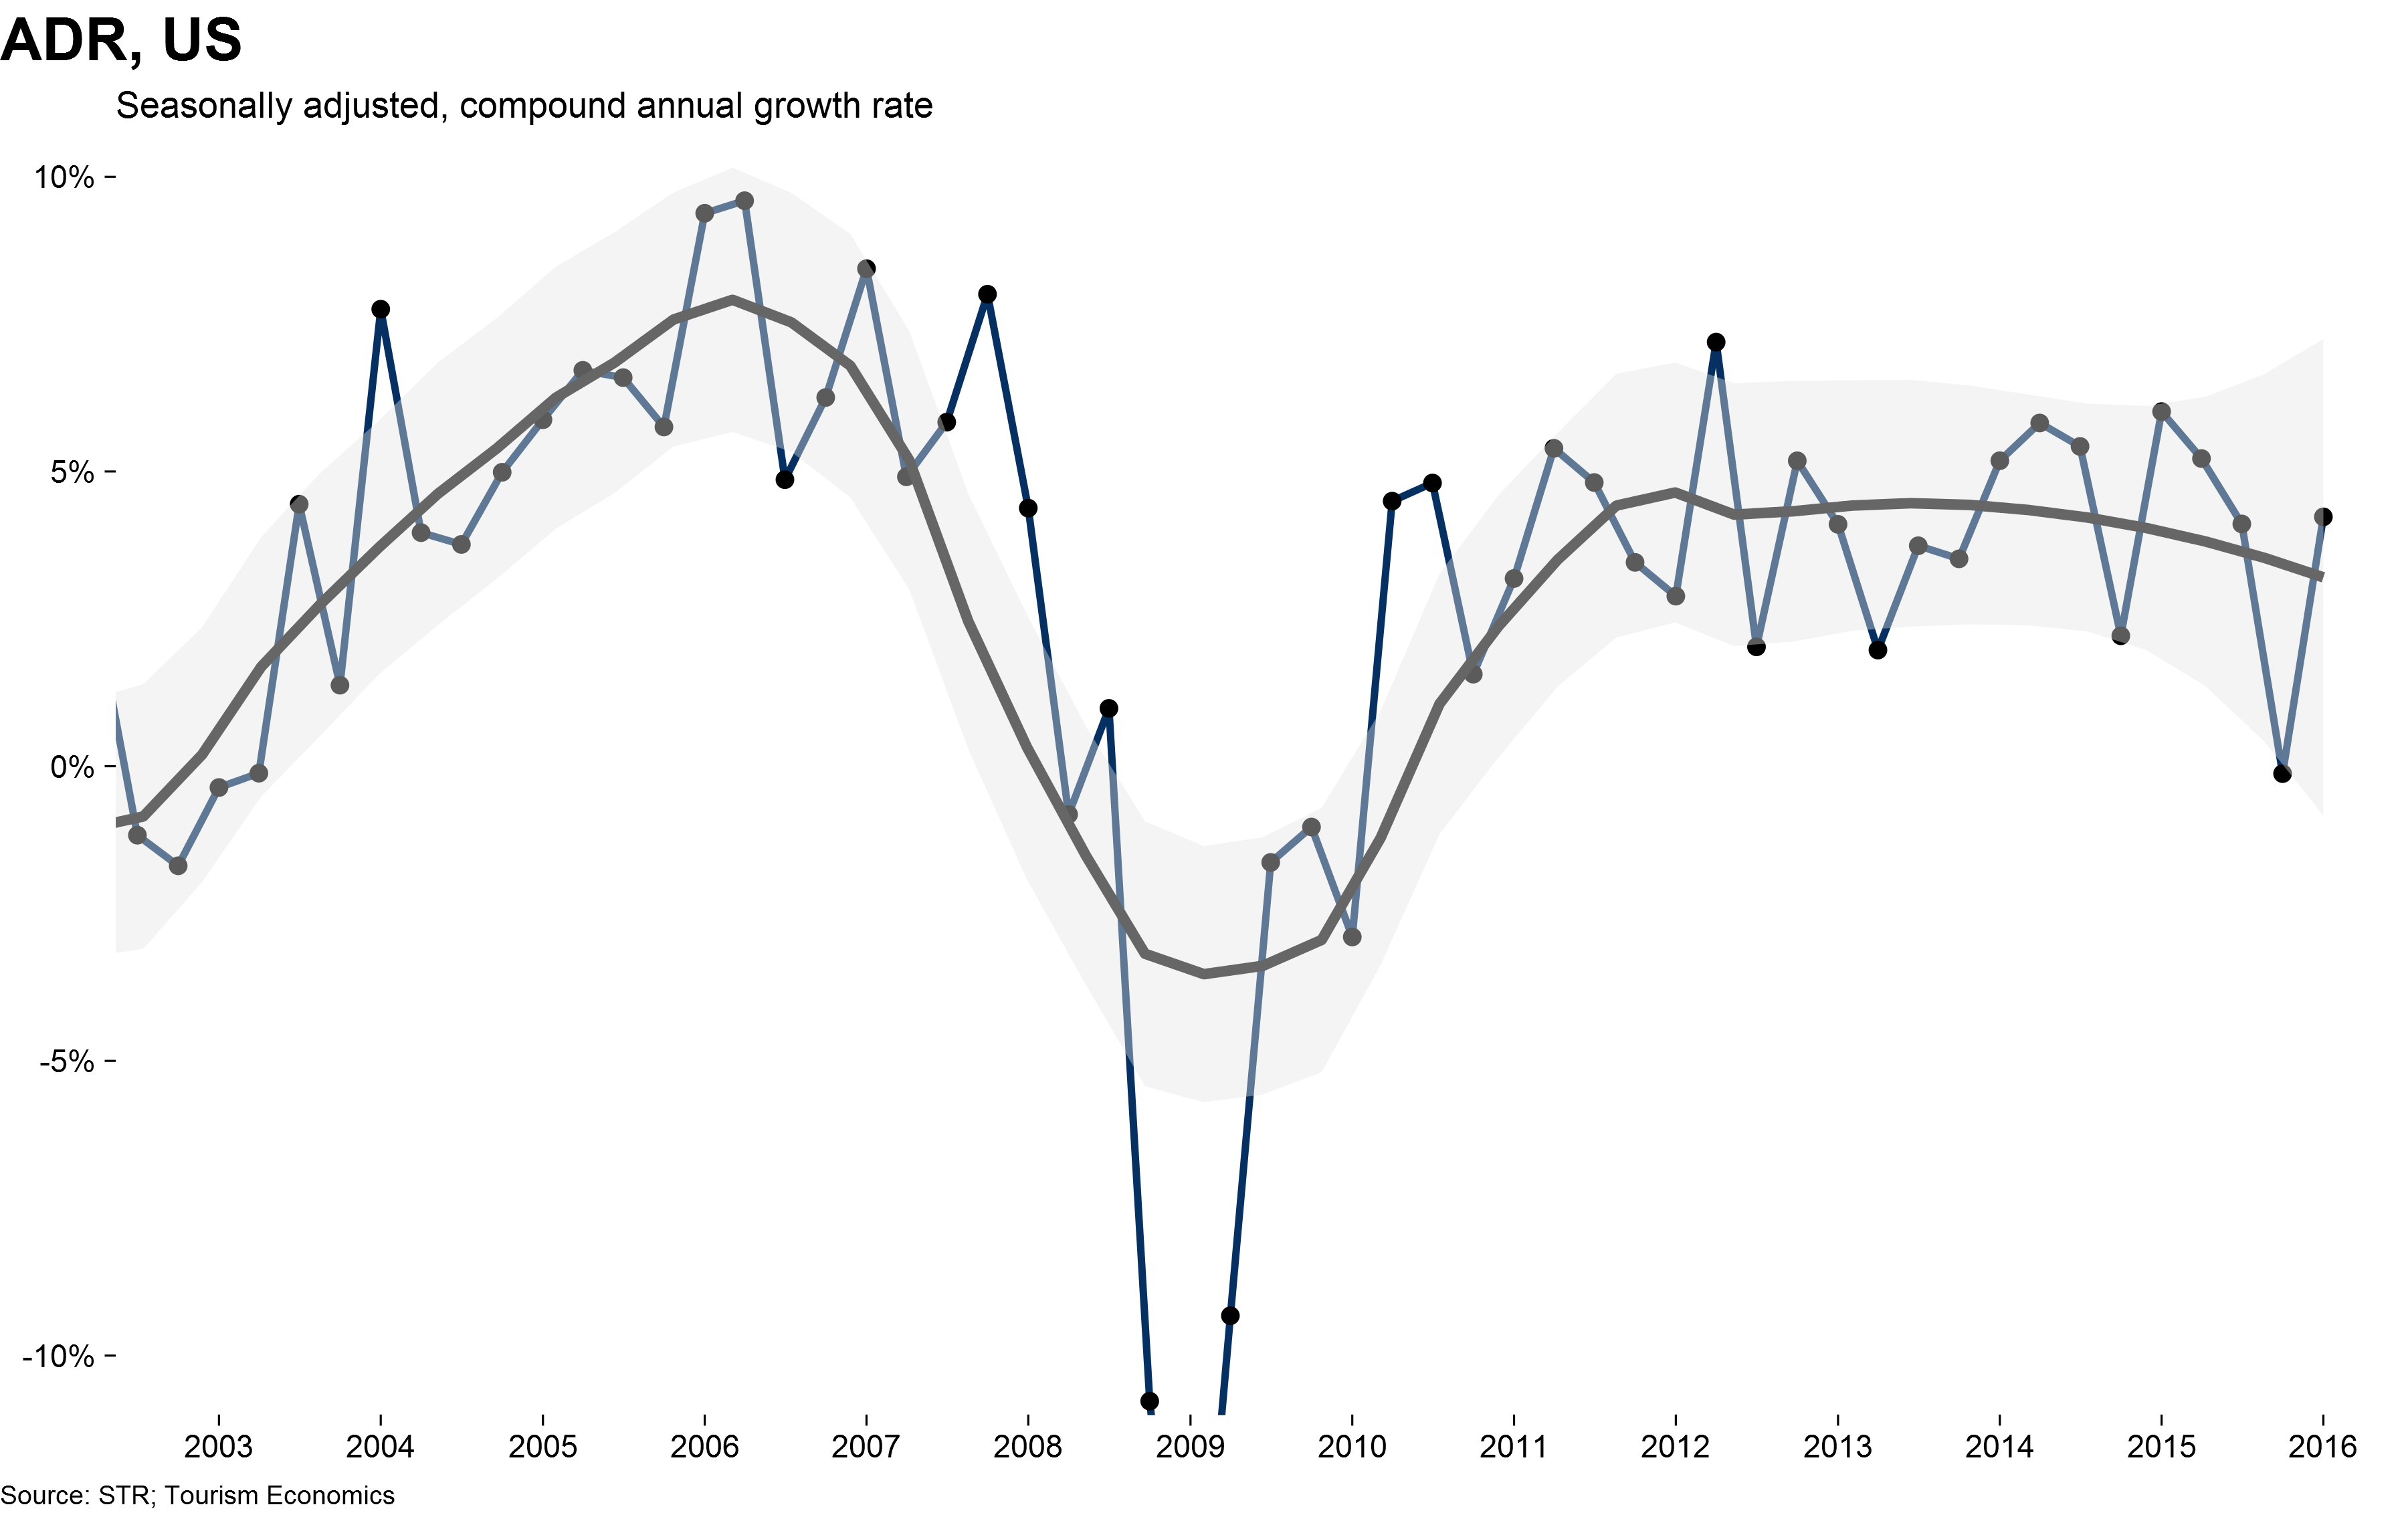 ADR, US
Seasonally adjusted, compound annual growth rate
10%
5%
0%
-5%
-10%
2003 2004 2005 2006 2007 2008 2009 2010 2011 2012 2013 2014 2015 2016
Source: STR; Tourism Economics